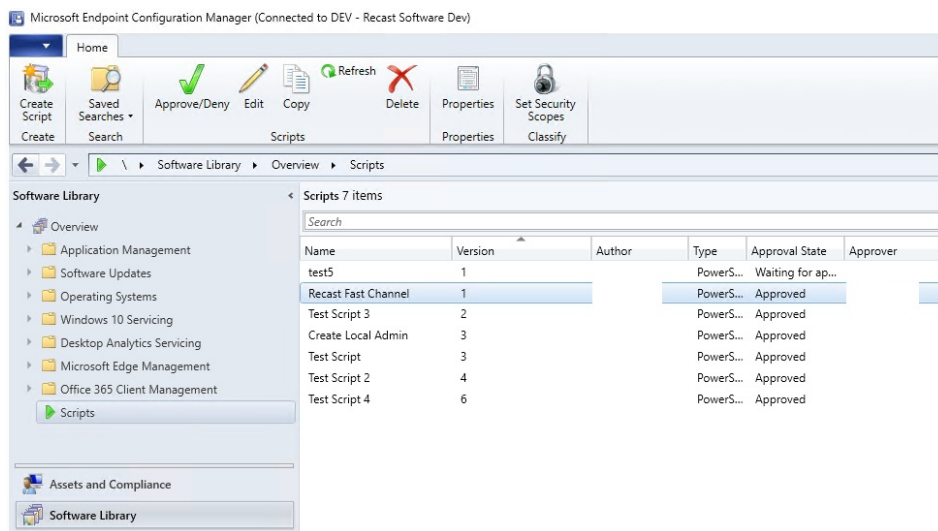 Microsoft Endpoint Configuration Manager (Connected to DEV - Recast Software Dev)
Home
Create Script
Saved Searches
Approve/Deny
Edit
Copy
Refresh
Delete
Properties
Set Security Scopes
Create
Search
Scripts
Properties
Classify
\ Software Library Overview Scripts
Software Library
Overview
Application Management
Software Updates
Operating Systems
Windows 10 Servicing
Desktop Analytics Servicing
Microsoft Edge Management
Office 365 Client Management
Scripts
Assets and Compliance
Software Library
Scripts 7 items
Search
Name Version Author Type Approval State Approver
test5 1 PowerS... Waiting for ap...
Recast Fast Channel 1 PowerS... Approved
Test Script 3 2 PowerS... Approved
Create Local Admin 3 PowerS... Approved
Test Script 3 PowerS... Approved
Test Script 2 4 PowerS... Approved
Test Script 4 6 PowerS... Approved